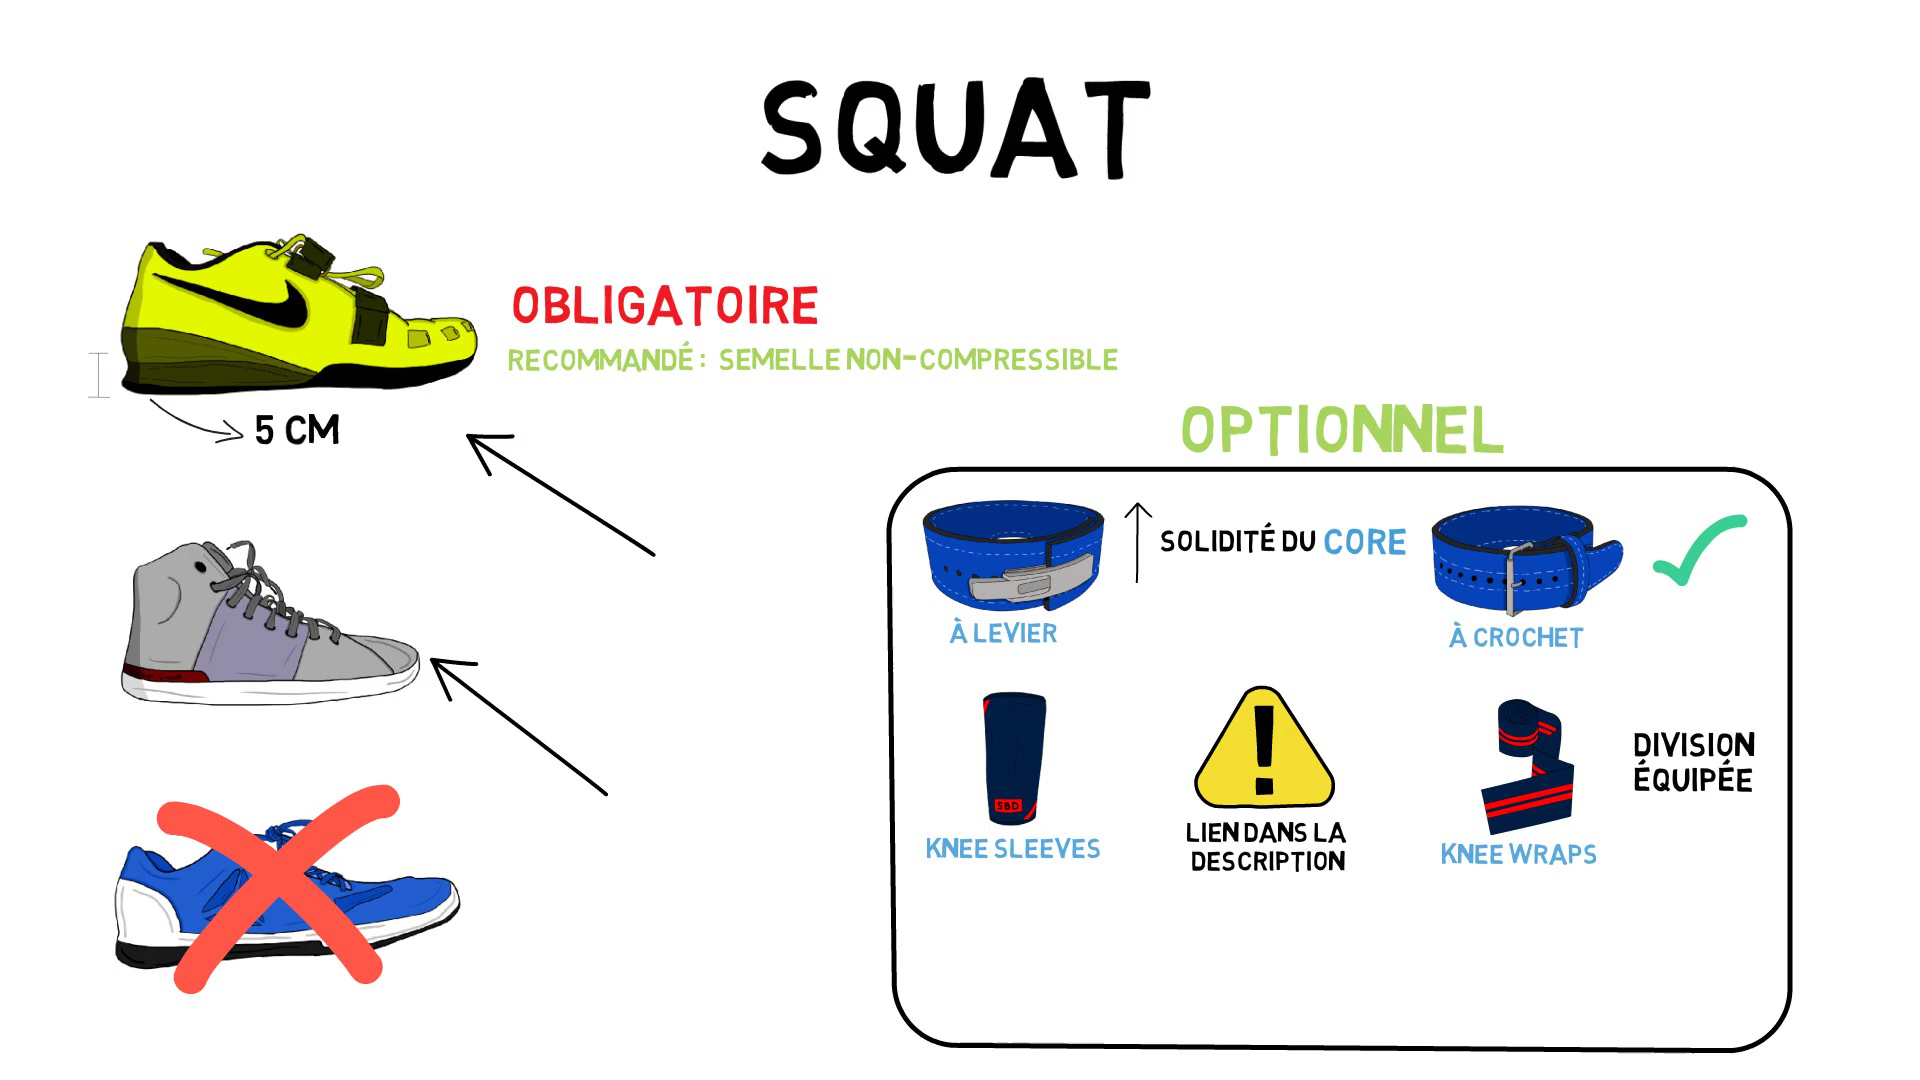 SQUAT
OBLIGATOIRE
RECOMMANDÉ : SEMELLE NON-COMPRESSIBLE
5 CM
OPTIONNEL
SOLIDITÉ DU CORE
À LEVIER
À CROCHET
SBD
KNEE SLEEVES
LIEN DANS LA
DESCRIPTION
KNEE WRAPS
DIVISION
ÉQUIPÉE